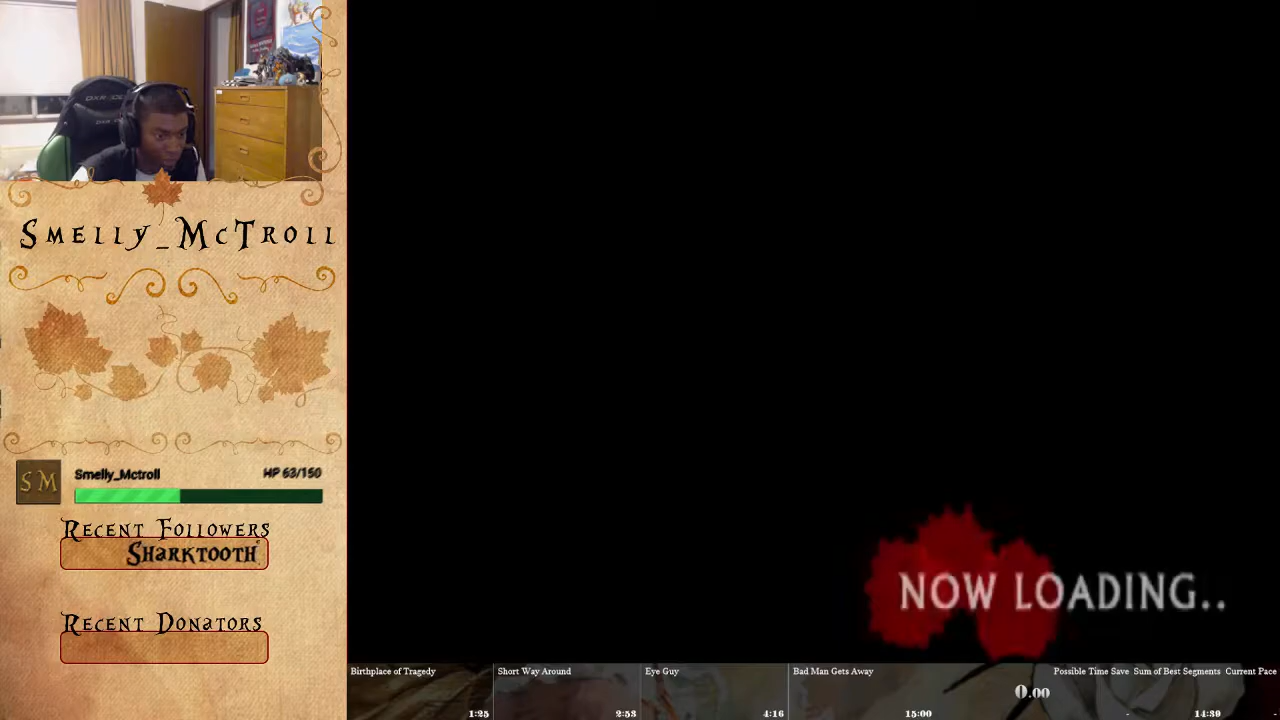 Smelly_McTroll
SM
Smelly_Mctroll HP 63/150
Recent Followers
Sharktooth
Recent Donators
NOW LOADING..
Birthplace of Tragedy Short Way Around Eye Guy Bad Man Gets Away Possible Time Save Sum of Best Segments Current Pace
0.00
1:25 2:53 4:16 15:00 - 14:39 -